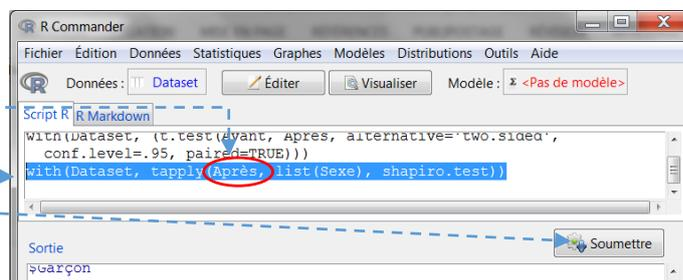 R Commander
Fichier Édition Données Statistiques Graphes Modèles Distributions Outils Aide
R Données : Dataset Éditer Visualiser Modèle : Σ <Pas de modèle>
Script R R Markdown
with(Dataset, (t.test(Avant, Après, alternative='two.sided',
conf.level=.95, paired=TRUE)))
with(Dataset, tapply(Après, list(Sexe), shapiro.test))
Soumettre
Sortie
$Garçon